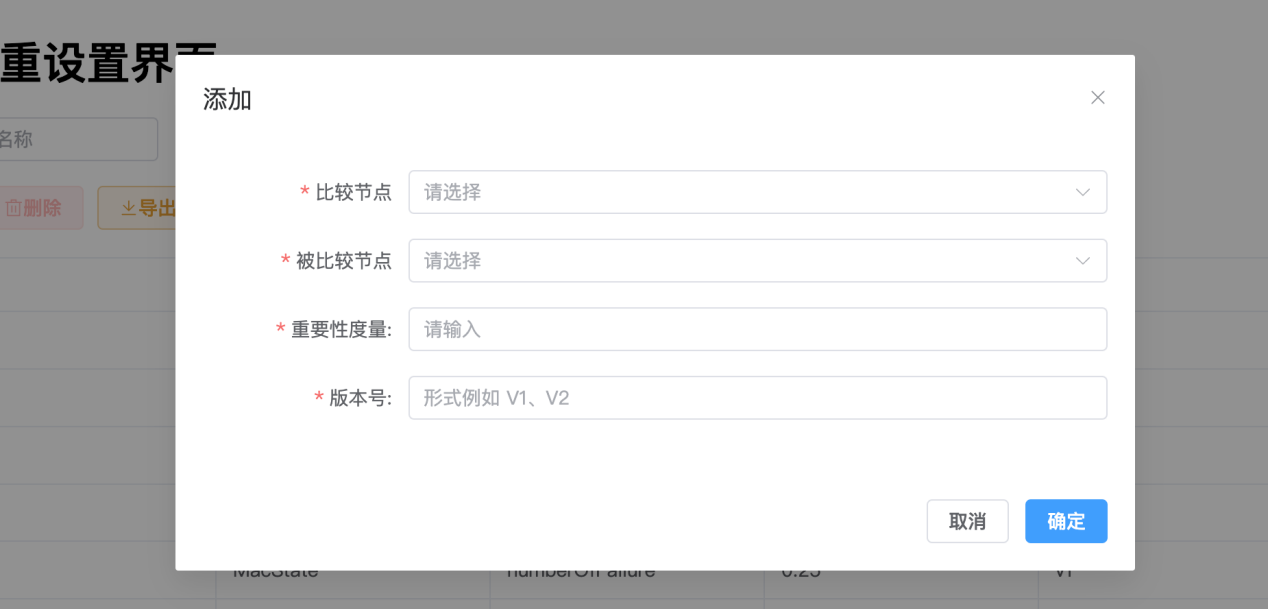 重设置界面
添加
名称
* 比较节点 请选择
删除
导出
* 被比较节点 请选择
* 重要性度量: 请输入
* 版本号: 形式例如 V1、V2
取消
确定
MacState numberOfFailure 0.25 V1